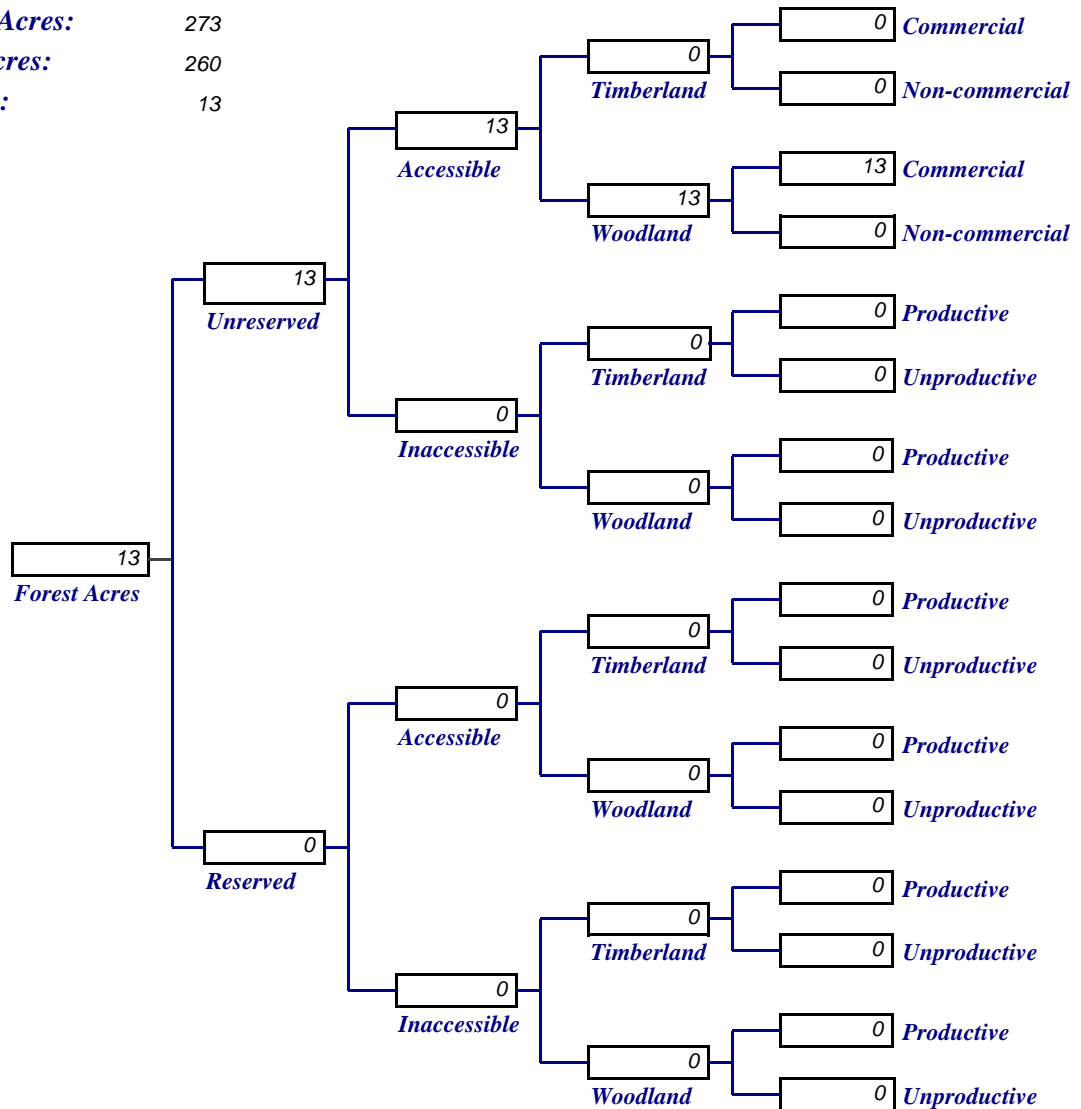 Acres: 273
260
: 13
0 Commercial
0
Timberland
0 Non-commercial
13
Accessible
13 Commercial
13
Woodland
0 Non-commercial
13
Unreserved
0 Productive
0
Timberland
0 Unproductive
0
Inaccessible
0 Productive
0
Woodland
0 Unproductive
13
Forest Acres
0 Productive
0
Timberland
0 Unproductive
0
Accessible
0 Productive
0
Woodland
0 Unproductive
0
Reserved
0 Productive
0
Timberland
0 Unproductive
0
Inaccessible
0 Productive
0
Woodland
0 Unproductive